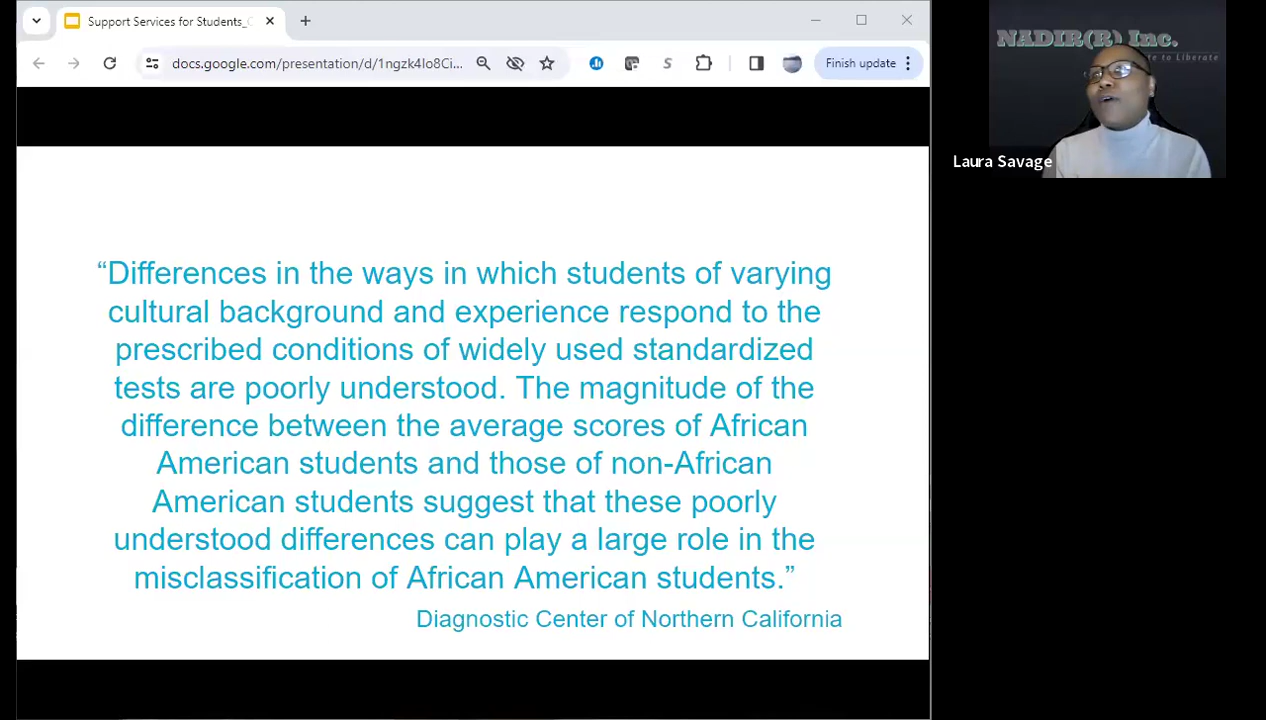 Support Services for Students_
docs.google.com/presentation/d/1ngzk4lo8Ci...
Finish update
NADIR(R) Inc.
te to Liberate
Laura Savage
“Differences in the ways in which students of varying
cultural background and experience respond to the
prescribed conditions of widely used standardized
tests are poorly understood. The magnitude of the
difference between the average scores of African
American students and those of non-African
American students suggest that these poorly
understood differences can play a large role in the
misclassification of African American students.”
Diagnostic Center of Northern California